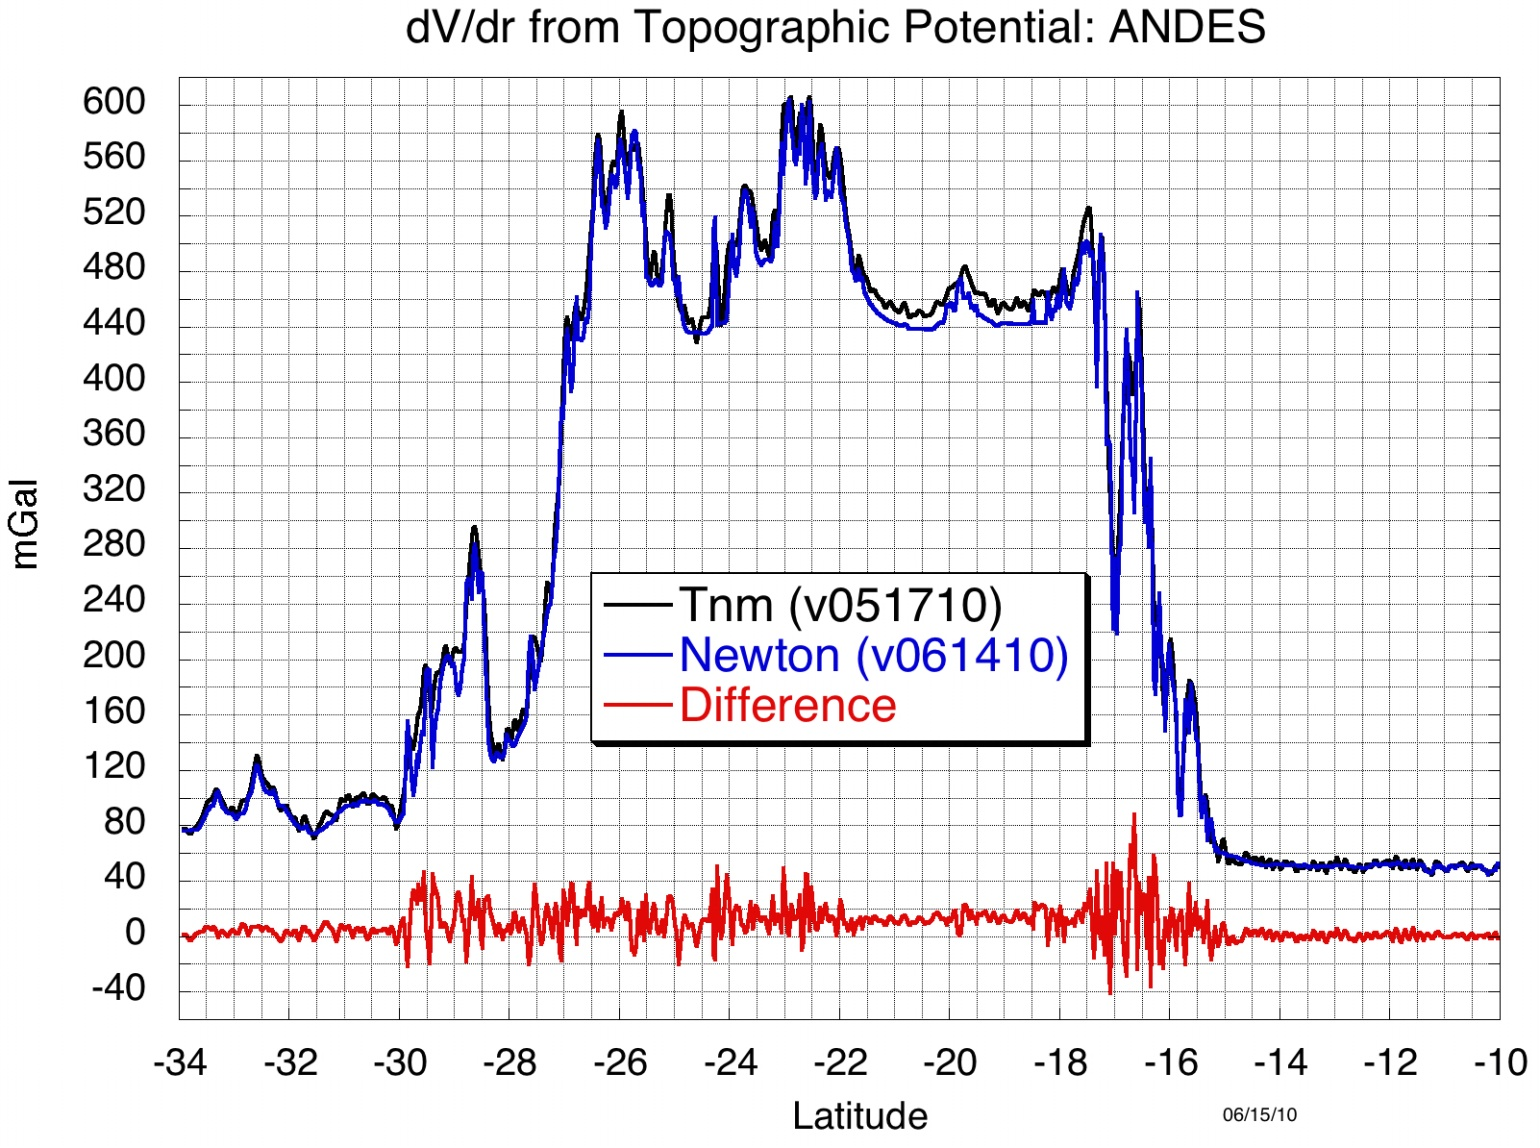 dV/dr from Topographic Potential: ANDES
600
560
520
480
440
400
360
320
280
240
200
160
120
80
40
0
-40
mGal
Tnm (v051710)
Newton (v061410)
Difference
-34 -32 -30 -28 -26 -24 -22 -20 -18 -16 -14 -12 -10
Latitude
06/15/10